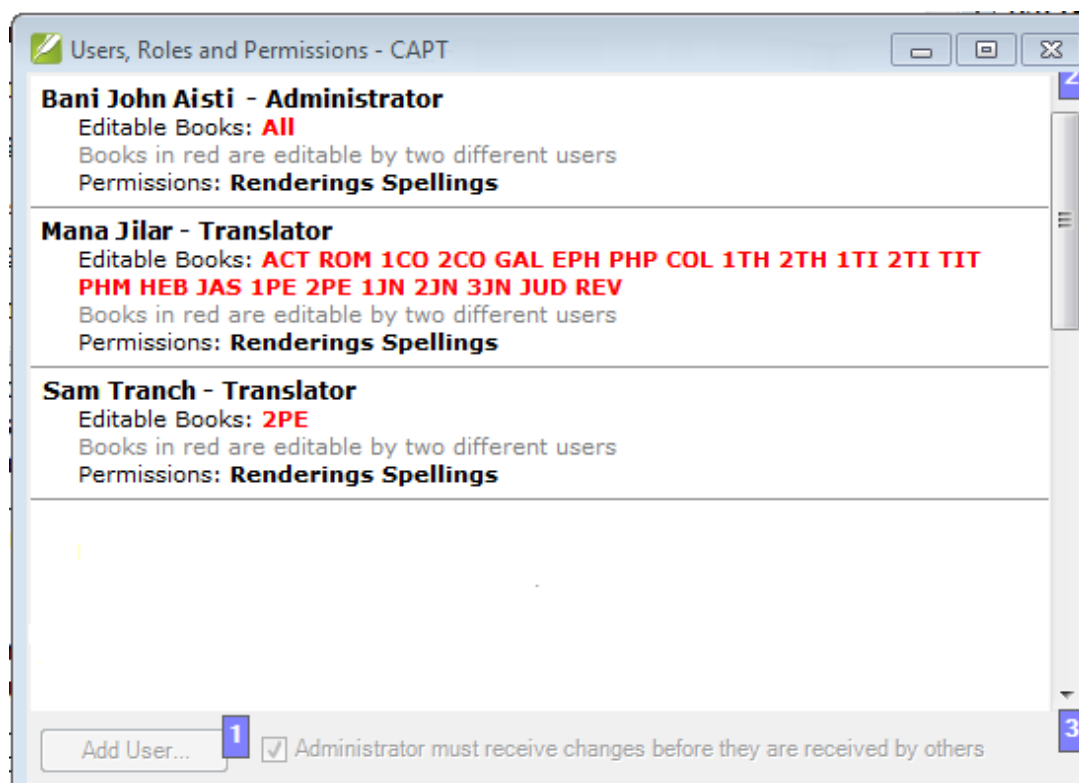 Users, Roles and Permissions - CAPT
2
Bani John Aisti - Administrator
Editable Books: All
Books in red are editable by two different users
Permissions: Renderings Spellings
Mana Jilar - Translator
Editable Books: ACT ROM 1CO 2CO GAL EPH PHP COL 1TH 2TH 1TI 2TI TIT
PHM HEB JAS 1PE 2PE 1JN 2JN 3JN JUD REV
Books in red are editable by two different users
Permissions: Renderings Spellings
Sam Tranch - Translator
Editable Books: 2PE
Books in red are editable by two different users
Permissions: Renderings Spellings
Add User... 1 Administrator must receive changes before they are received by others 3